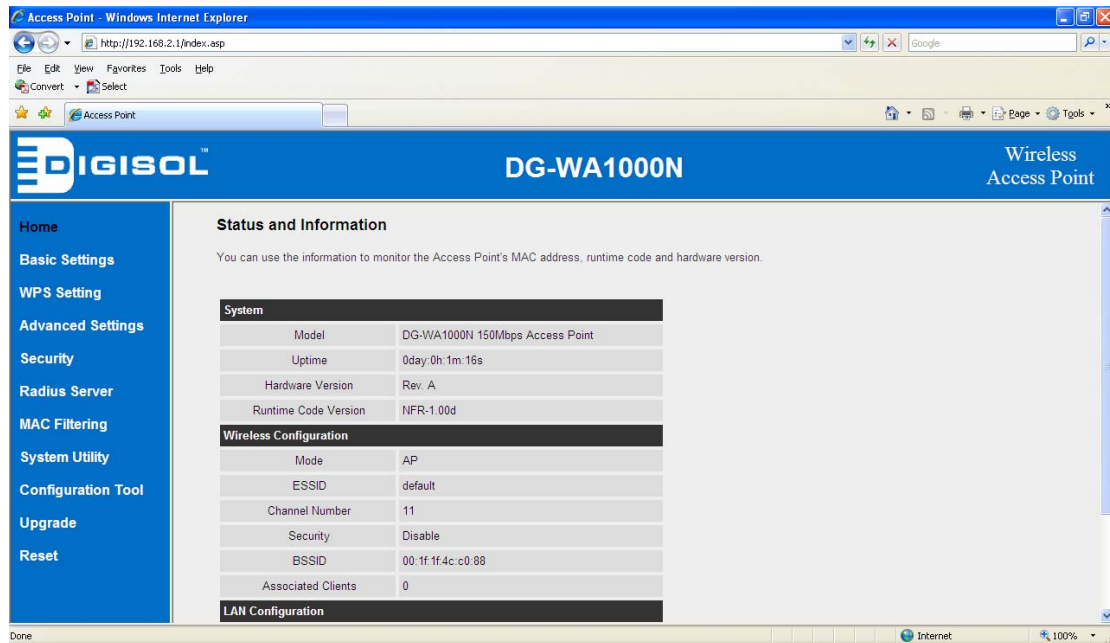 Access Point - Windows Internet Explorer
http://192.168.2.1/index.asp
Google
File Edit View Favorites Tools Help
Convert Select
Access Point
Page Tools »
DIGISOL™
DG-WA1000N
Wireless
Access Point
Home
Basic Settings
WPS Setting
Advanced Settings
Security
Radius Server
MAC Filtering
System Utility
Configuration Tool
Upgrade
Reset
Status and Information
You can use the information to monitor the Access Point's MAC address, runtime code and hardware version.
System
Model DG-WA1000N 150Mbps Access Point
Uptime 0day:0h:1m:16s
Hardware Version Rev. A
Runtime Code Version NFR-1.00d
Wireless Configuration
Mode AP
ESSID default
Channel Number 11
Security Disable
BSSID 00:1f:1f:4c:c0:88
Associated Clients 0
LAN Configuration
Done
Internet
100%